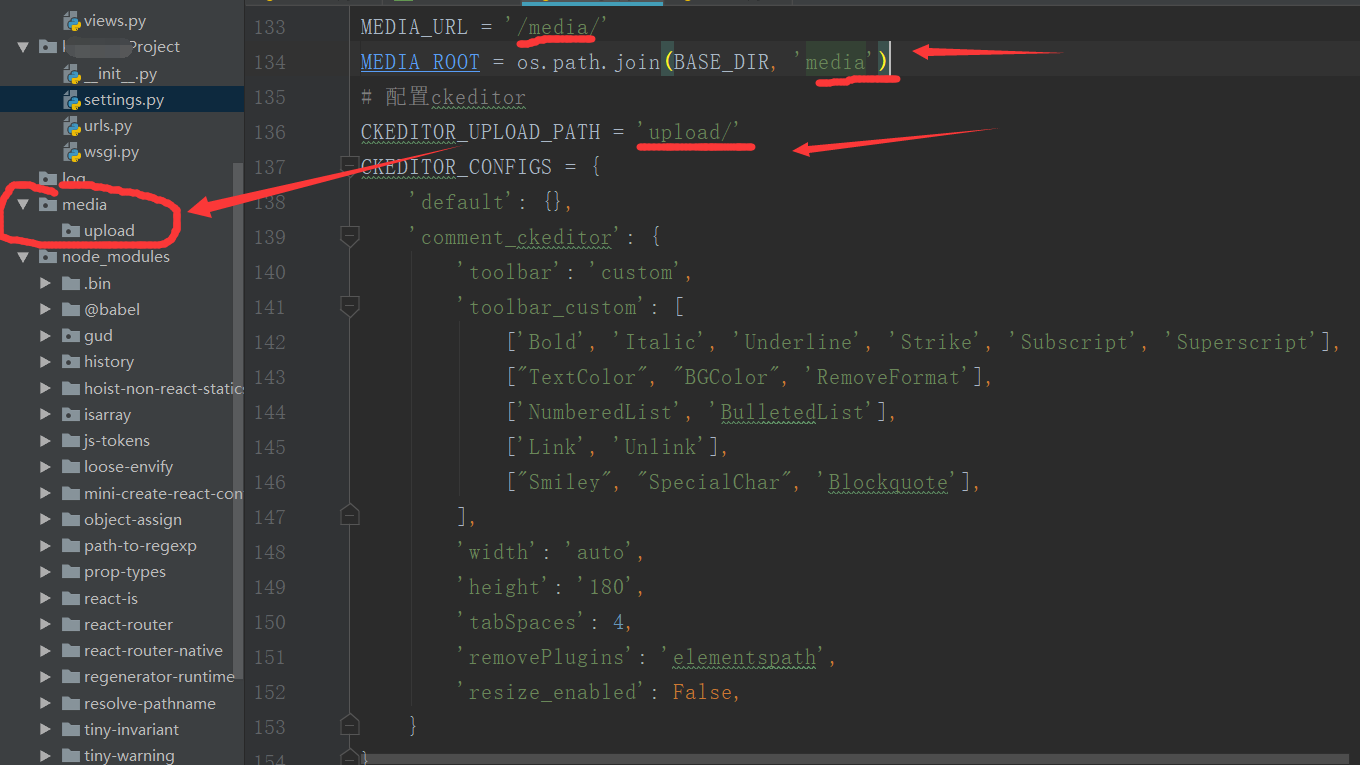 views.py
Project
__init__.py
settings.py
urls.py
wsgi.py
log
media
upload
node_modules
.bin
@babel
gud
history
hoist-non-react-statics
isarray
js-tokens
loose-envify
mini-create-react-con
object-assign
path-to-regexp
prop-types
react-is
react-router
react-router-native
regenerator-runtime
resolve-pathname
tiny-invariant
tiny-warning
133 MEDIA_URL = '/media/'
134 MEDIA_ROOT = os.path.join(BASE_DIR, 'media')
135 # 配置ckeditor
136 CKEDITOR_UPLOAD_PATH = 'upload/'
137 CKEDITOR_CONFIGS = {
138 'default': {},
139 'comment_ckeditor': {
140 'toolbar': 'custom',
141 'toolbar_custom': [
142 ['Bold', 'Italic', 'Underline', 'Strike', 'Subscript', 'Superscript'],
143 ["TextColor", "BGColor", 'RemoveFormat'],
144 ['NumberedList', 'BulletedList'],
145 ['Link', 'Unlink'],
146 ["Smiley", "SpecialChar", 'Blockquote'],
147 ],
148 'width': 'auto',
149 'height': '180',
150 'tabSpaces': 4,
151 'removePlugins': 'elementspath',
152 'resize_enabled': False,
153 }
154 }